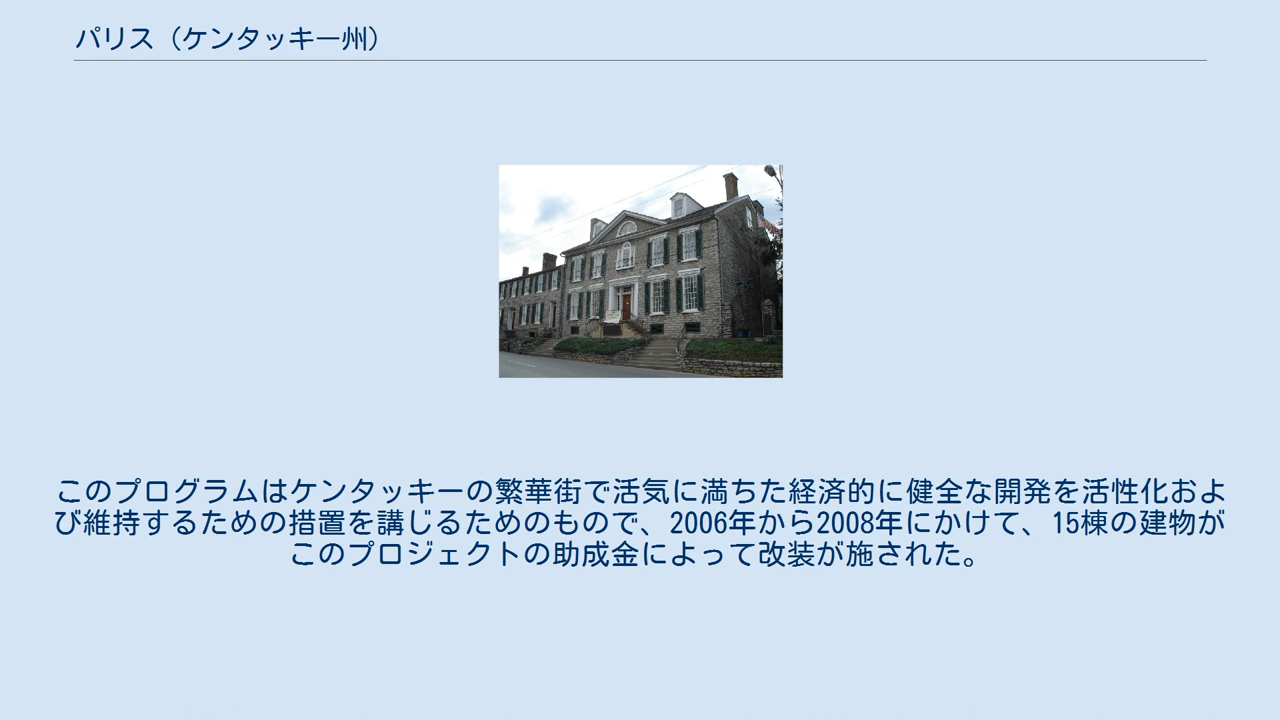 パリス（ケンタッキー州）
このプログラムはケンタッキーの繁華街で活気に満ちた経済的に健全な開発を活性化およ
び維持するための措置を講じるためのもので、2006年から2008年にかけて、15棟の建物が
このプロジェクトの助成金によって改装が施された。